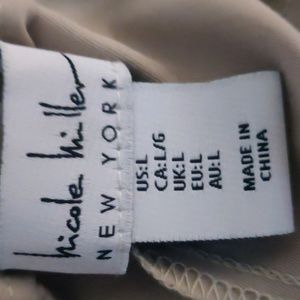 nicole miller
NEW YORK
US:L
CA:L/G
UK:L
EU:L
AU:L
MADE IN
CHINA